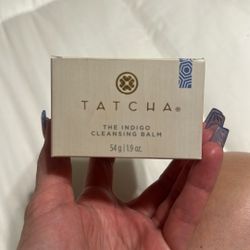 TATCHA®
THE INDIGO
CLEANSING BALM
54 g | 1.9 oz.